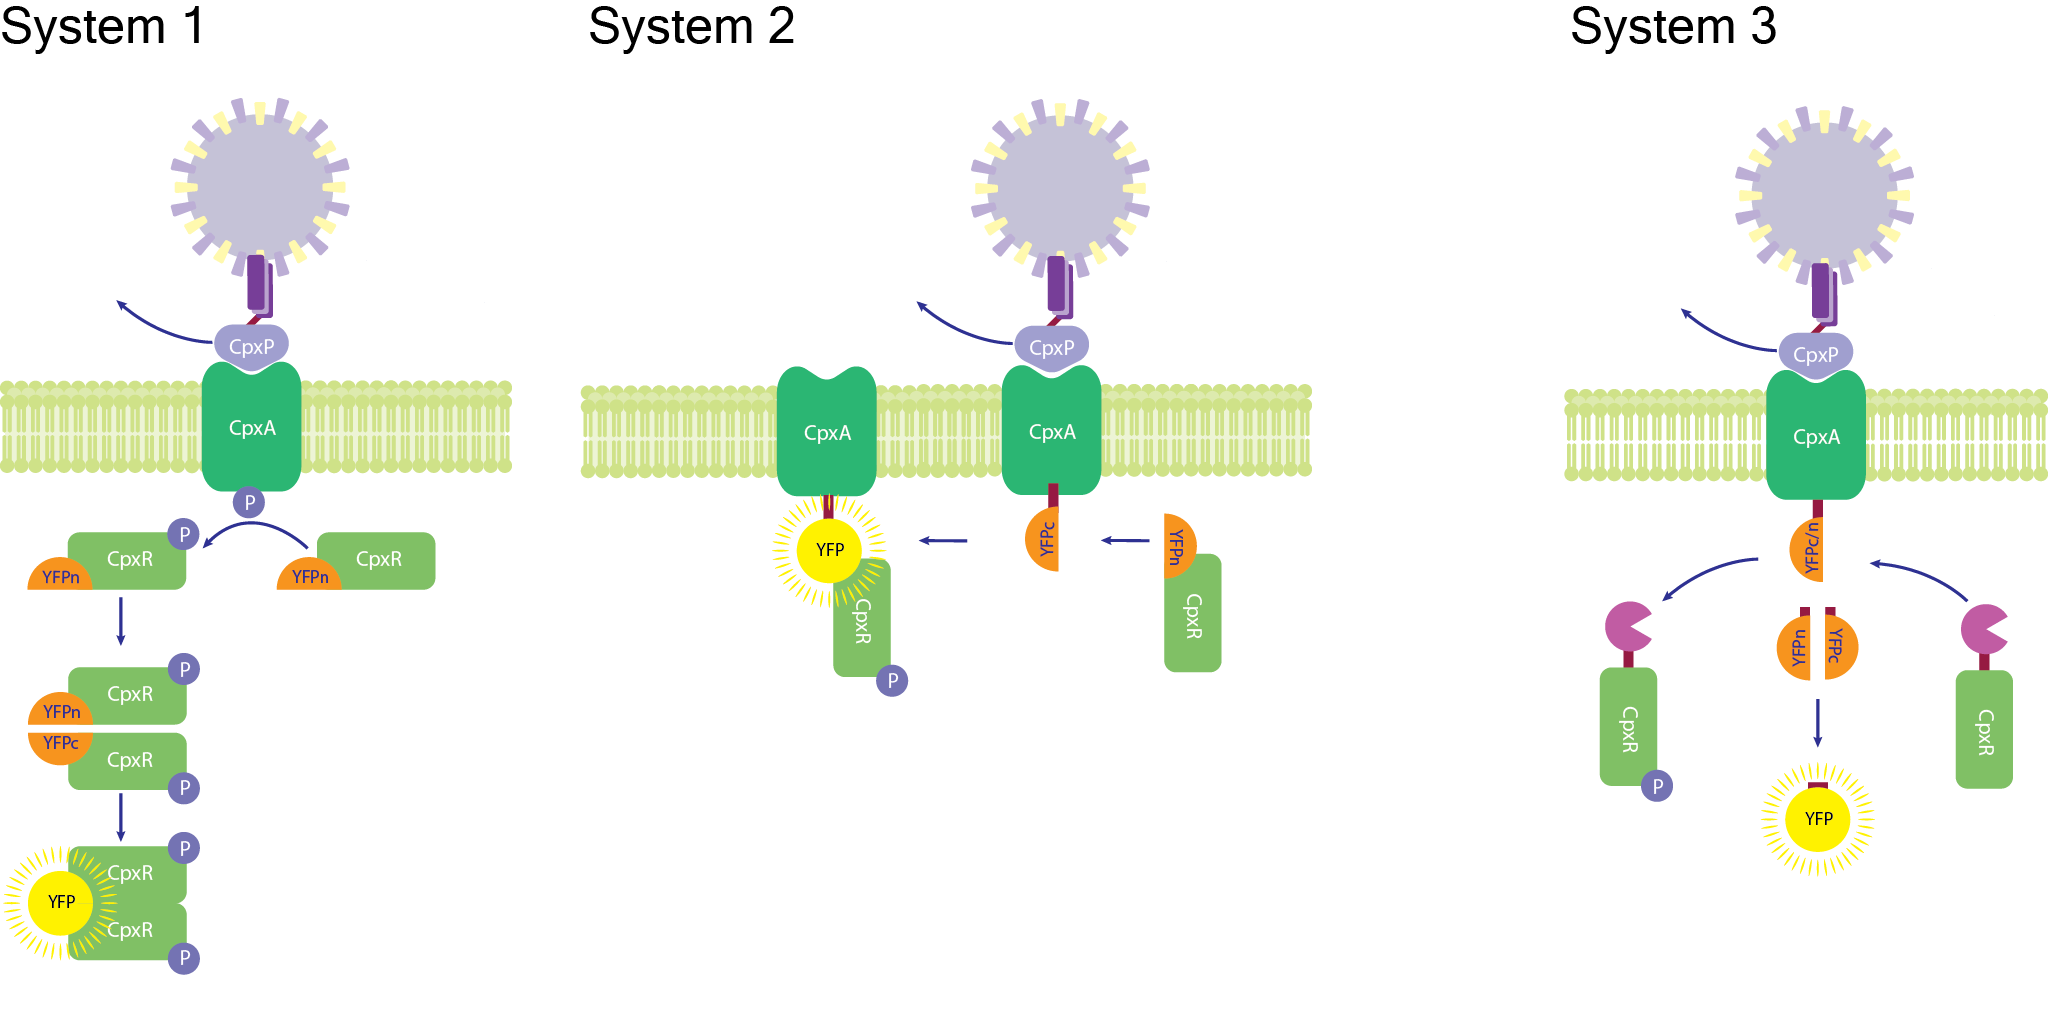 System 1
CpxP
CpxA
P
P
CpxR
YFPn
CpxR
YFPn
P
CpxR
YFPn
YFPc
CpxR
P
P
CpxR
YFP
CpxR
P
System 2
CpxP
CpxA
CpxA
YFP
YFPc
YFPn
CpxR
CpxR
P
System 3
CpxP
CpxA
YFPc/n
YFPn
YFPc
CpxR
CpxR
P
YFP